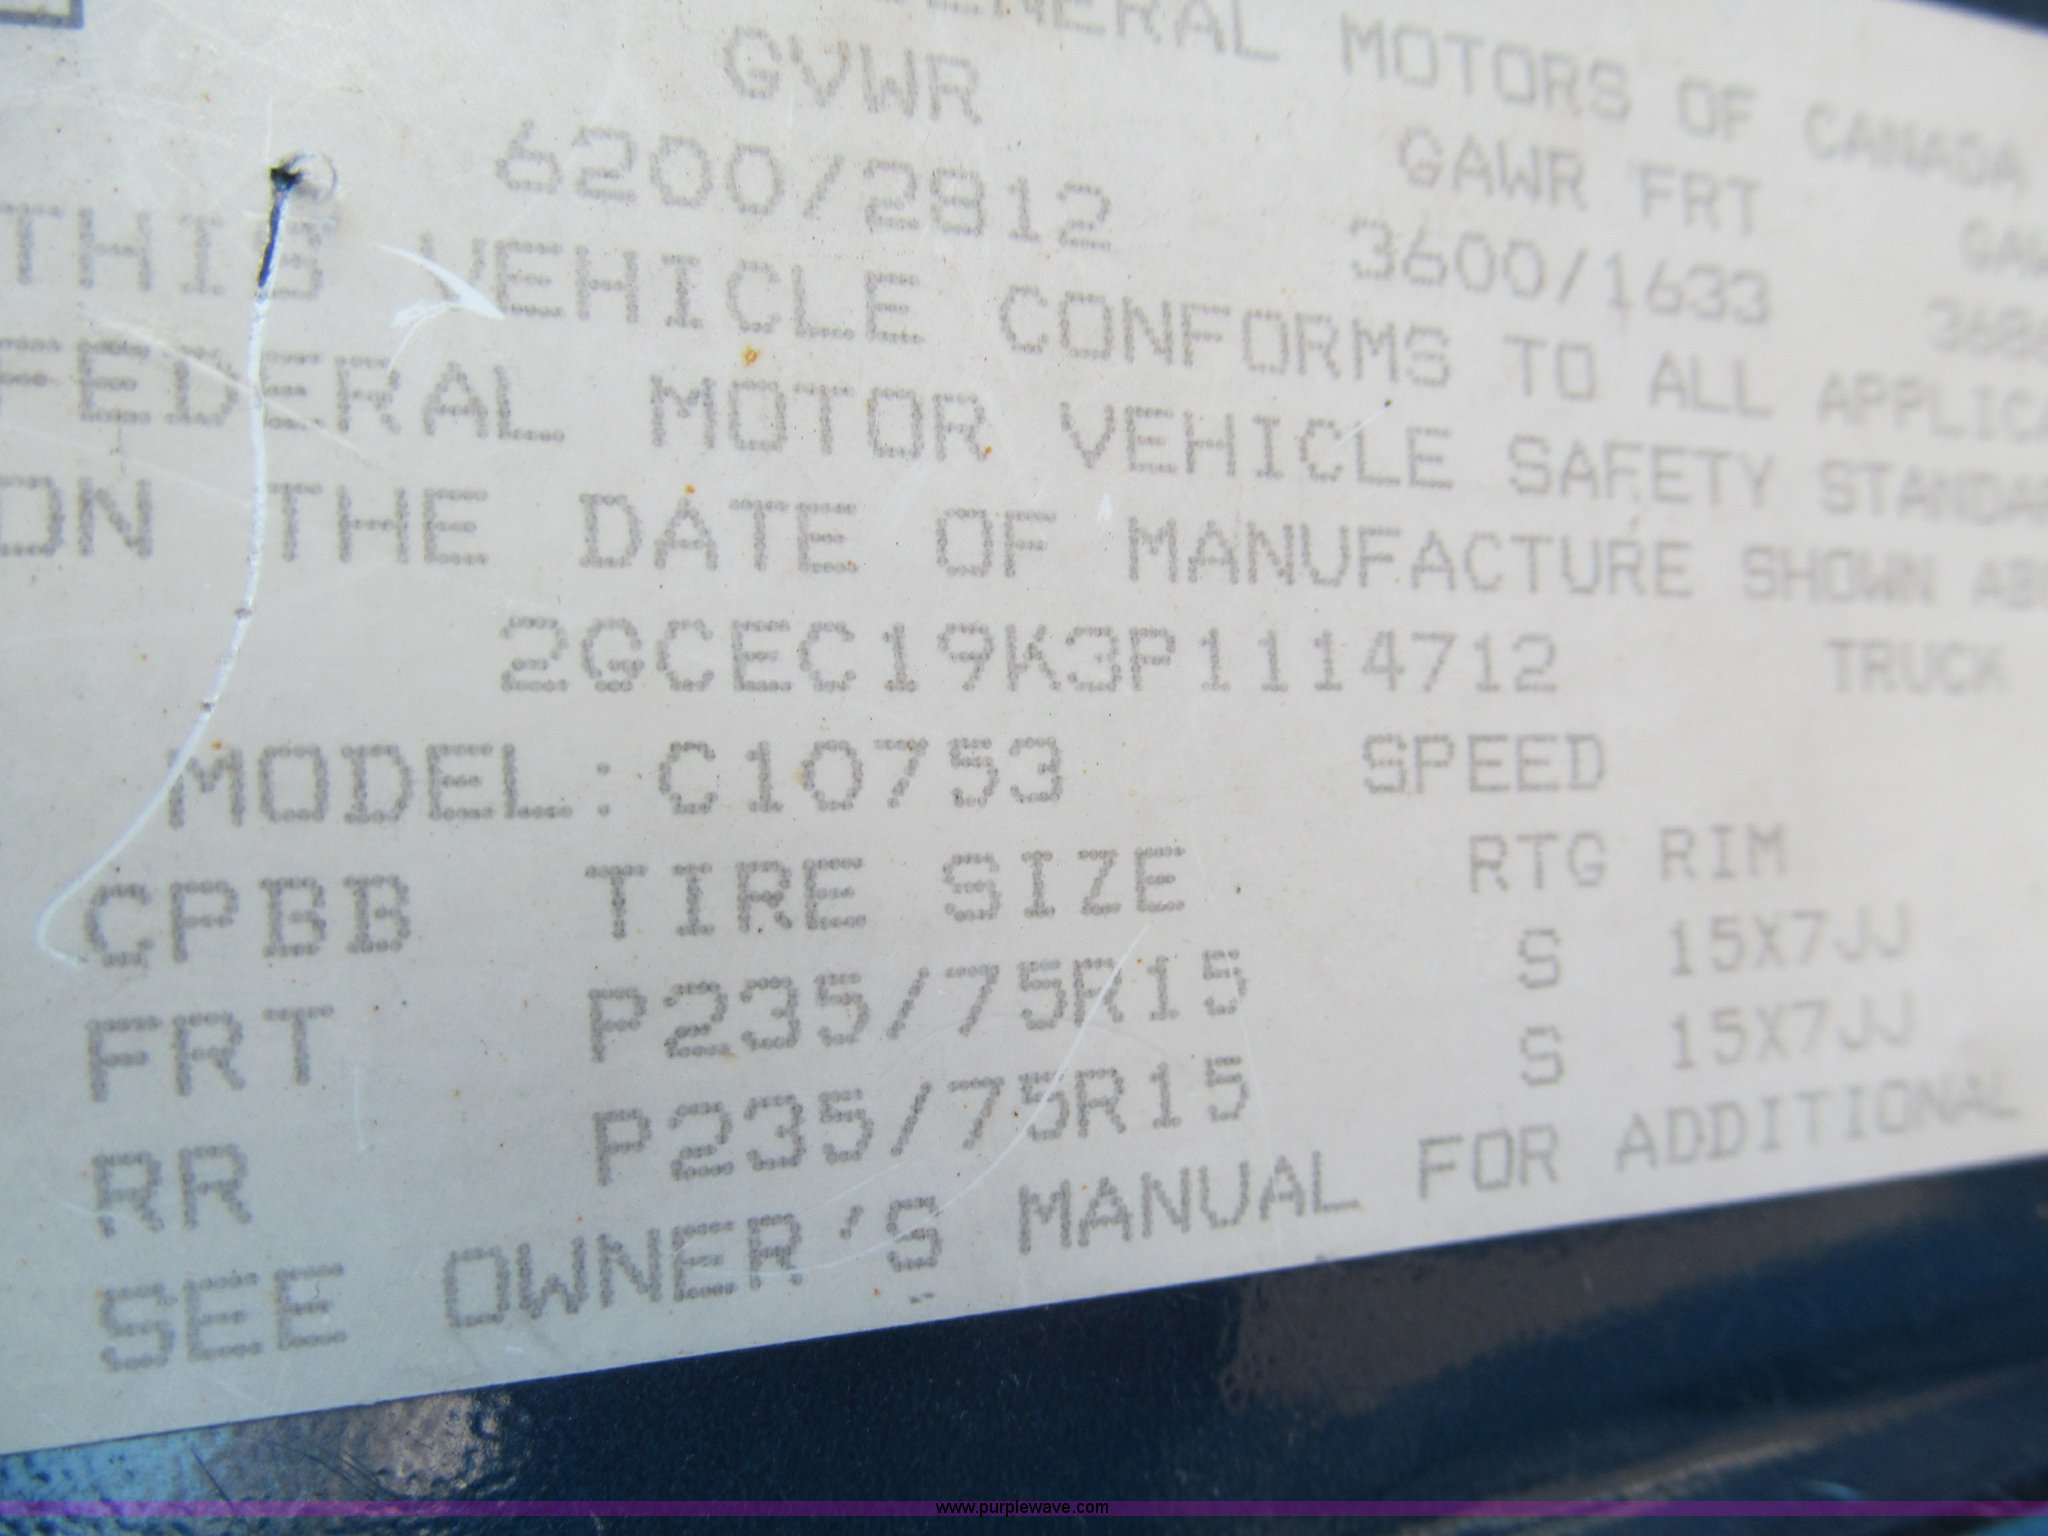 GENERAL MOTORS OF CANADA
GVWR GAWR FRT
6200/2812 3600/1633
THIS VEHICLE CONFORMS TO ALL
FEDERAL MOTOR VEHICLE SAFETY
ON THE DATE OF MANUFACTURE SHOWN
2GCEC19K3P1114712 TRUCK
MODEL: C10753 SPEED
CPBB TIRE SIZE RTG RIM
FRT P235/75R15 S 15X7JJ
RR P235/75R15 S 15X7JJ
SEE OWNER'S MANUAL FOR ADDITIONAL
www.purplewave.com